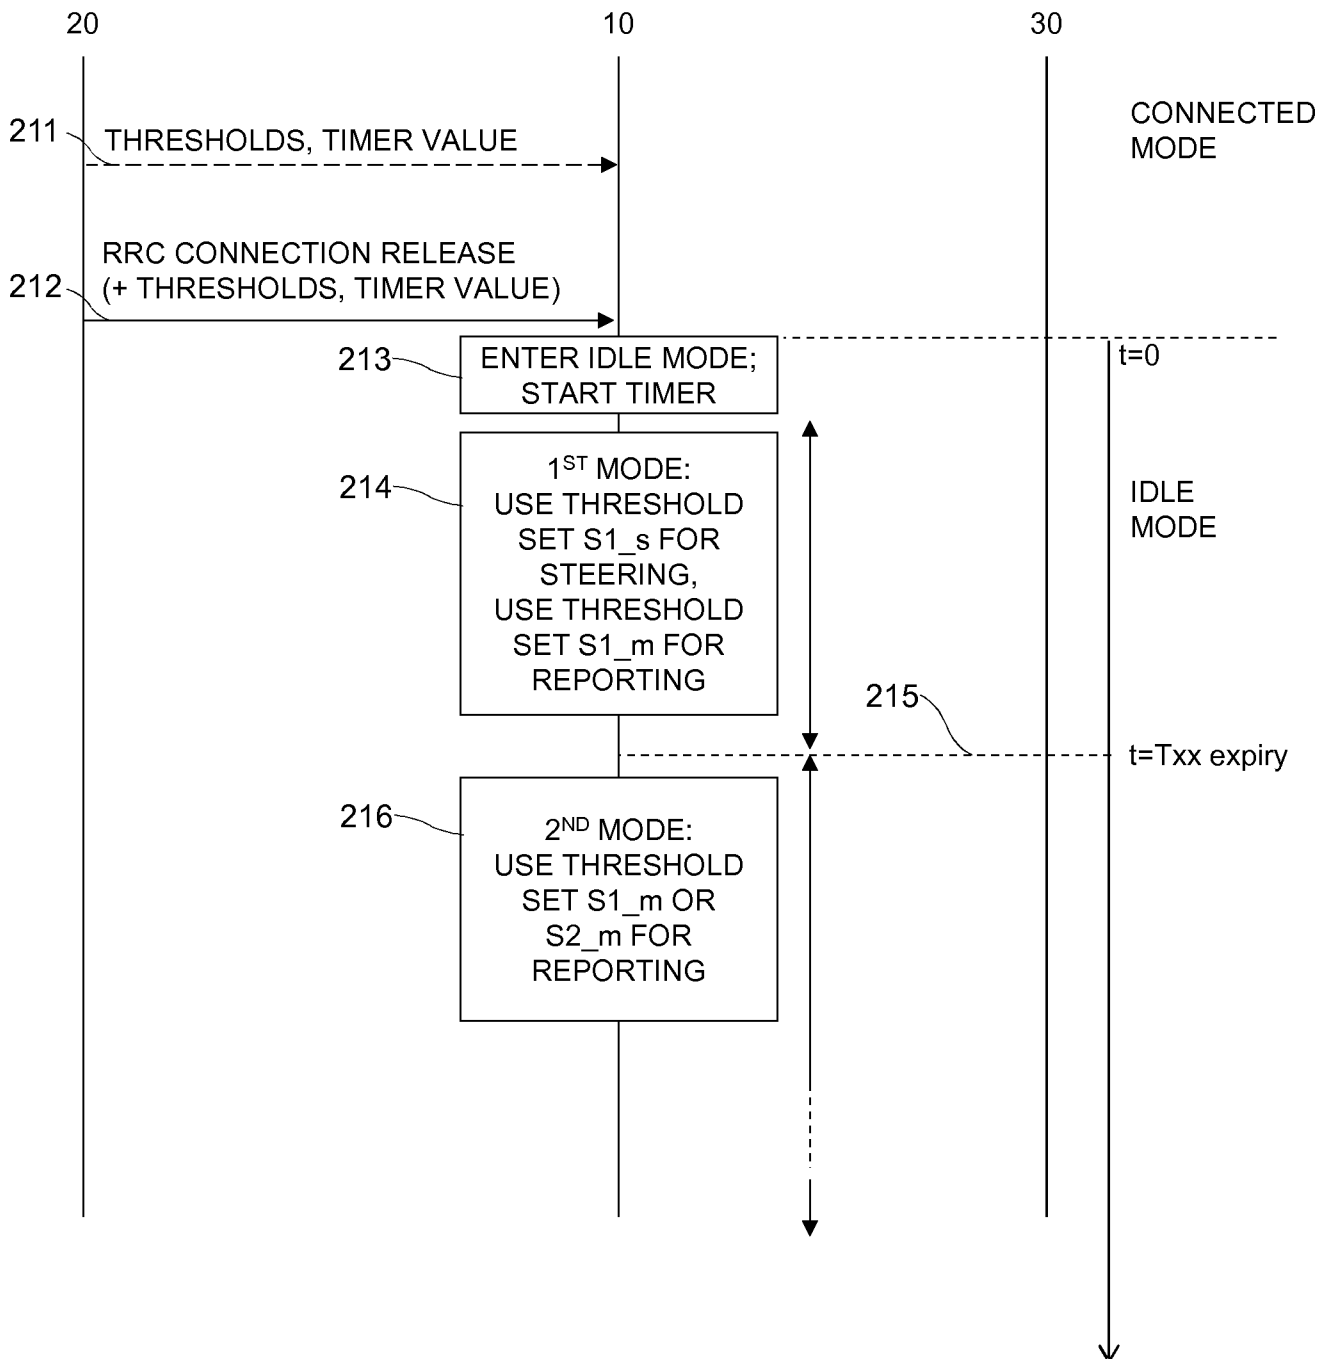 20
10
30
CONNECTED
MODE
211
THRESHOLDS, TIMER VALUE
RRC CONNECTION RELEASE
(+ THRESHOLDS, TIMER VALUE)
212
213
ENTER IDLE MODE;
START TIMER
t=0
214
1ST MODE:
USE THRESHOLD
SET S1_s FOR
STEERING,
USE THRESHOLD
SET S1_m FOR
REPORTING
IDLE
MODE
215
t=Txx expiry
216
2ND MODE:
USE THRESHOLD
SET S1_m OR
S2_m FOR
REPORTING